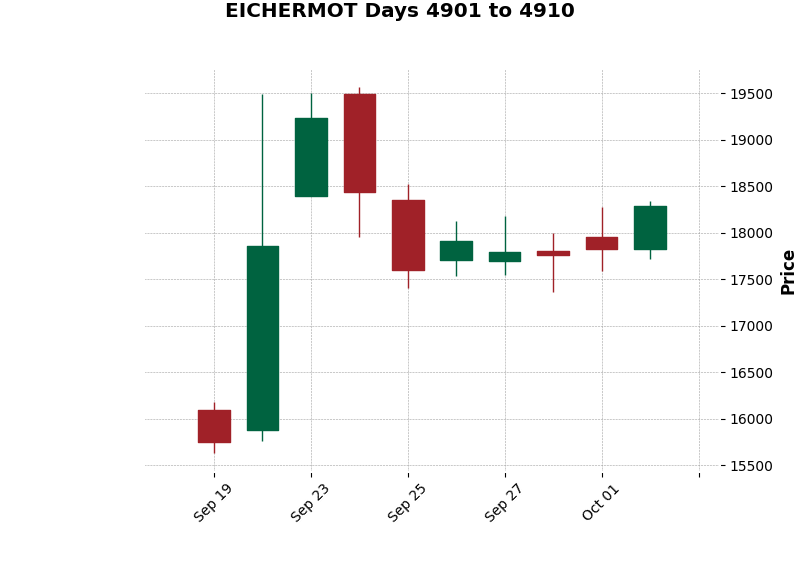 EICHERMOT Days 4901 to 4910
19500
19000
18500
18000
17500
17000
16500
16000
15500
Price
Sep 19
Sep 23
Sep 25
Sep 27
Oct 01